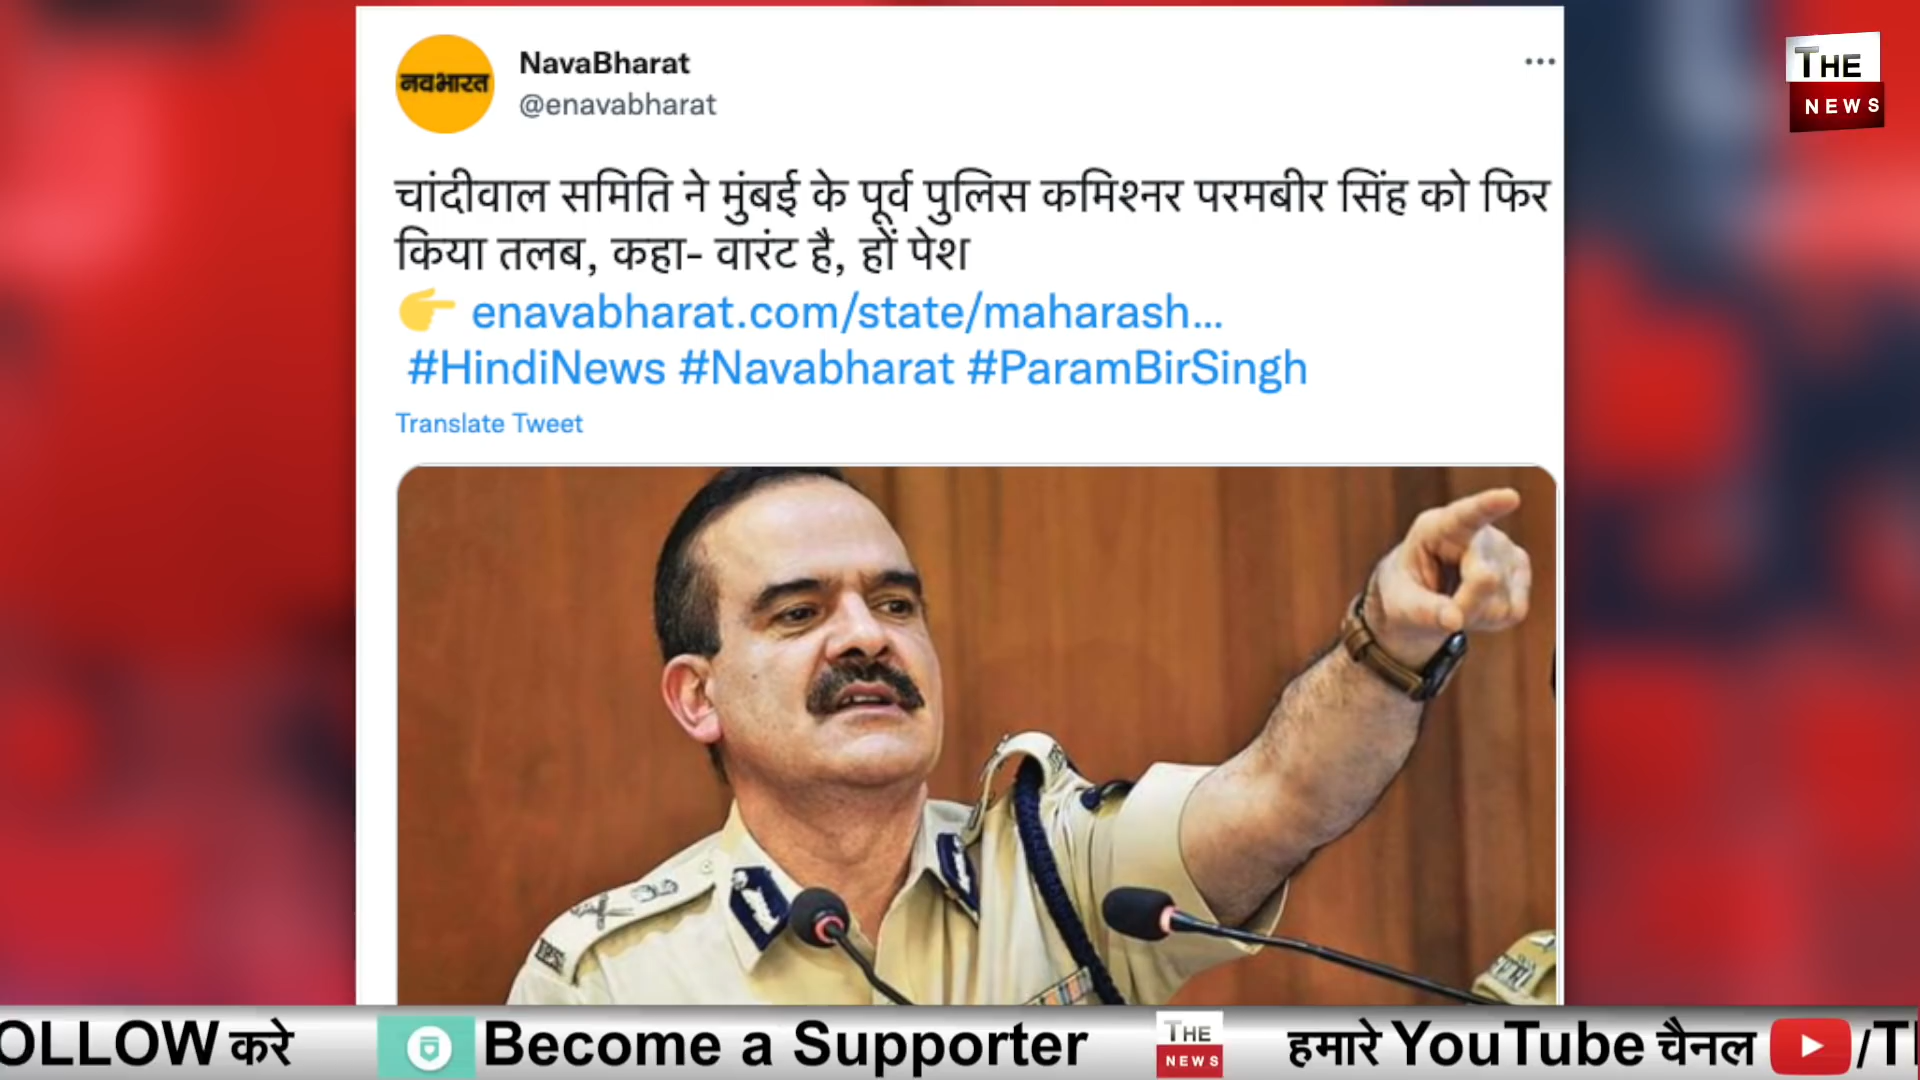 NavaBharat
नवभारत
@enavabharat
THE
NEWS
चांदीवाल समिति ने मुंबई के पूर्व पुलिस कमिश्नर परमबीर सिंह को फिर
किया तलब, कहा- वारंट है, हों पेश
enavabharat.com/state/maharash...
#HindiNews #Navabharat #ParamBirSingh
Translate Tweet
OLLOW करे
Become a Supporter
THE
NEWS
हमारे YouTube चैनल